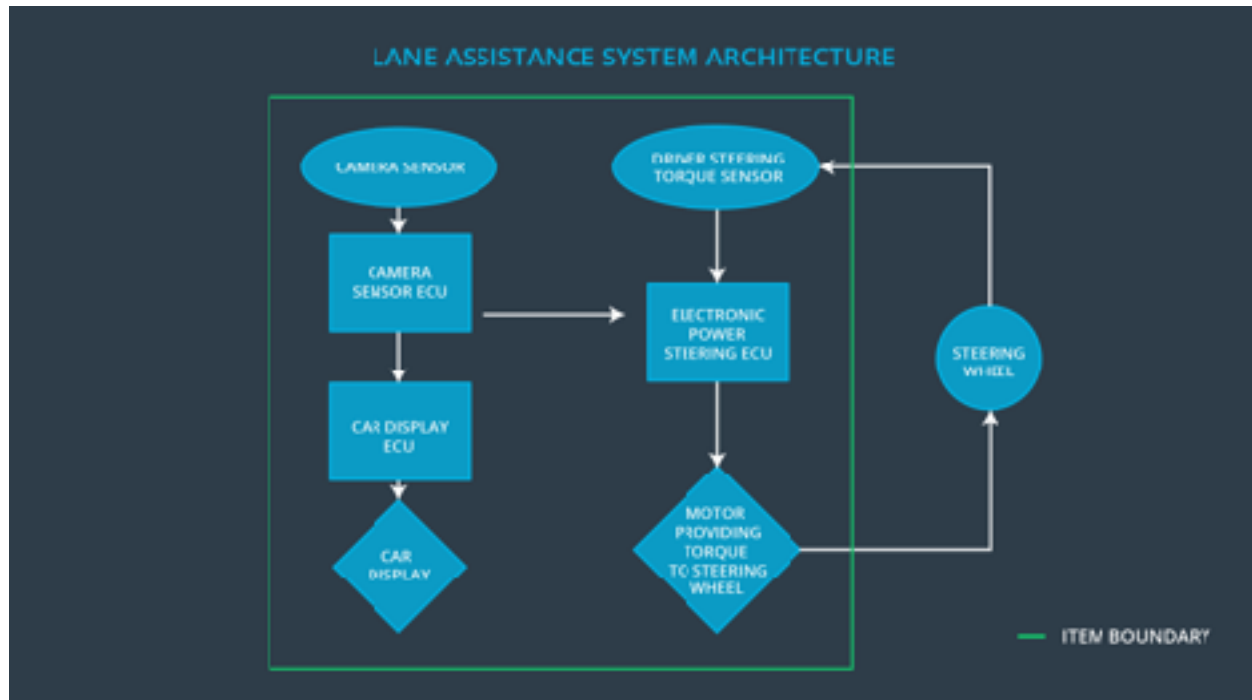 LANE ASSISTANCE SYSTEM ARCHITECTURE
CAMERA SENSOR
DRIVER STEERING
TORQUE SENSOR
CAMERA
SENSOR ECU
ELECTRONIC
POWER
STEERING ECU
STEERING
WHEEL
CAR DISPLAY
ECU
CAR
DISPLAY
MOTOR
PROVIDING
TORQUE
TO STEERING
WHEEL
ITEM BOUNDARY